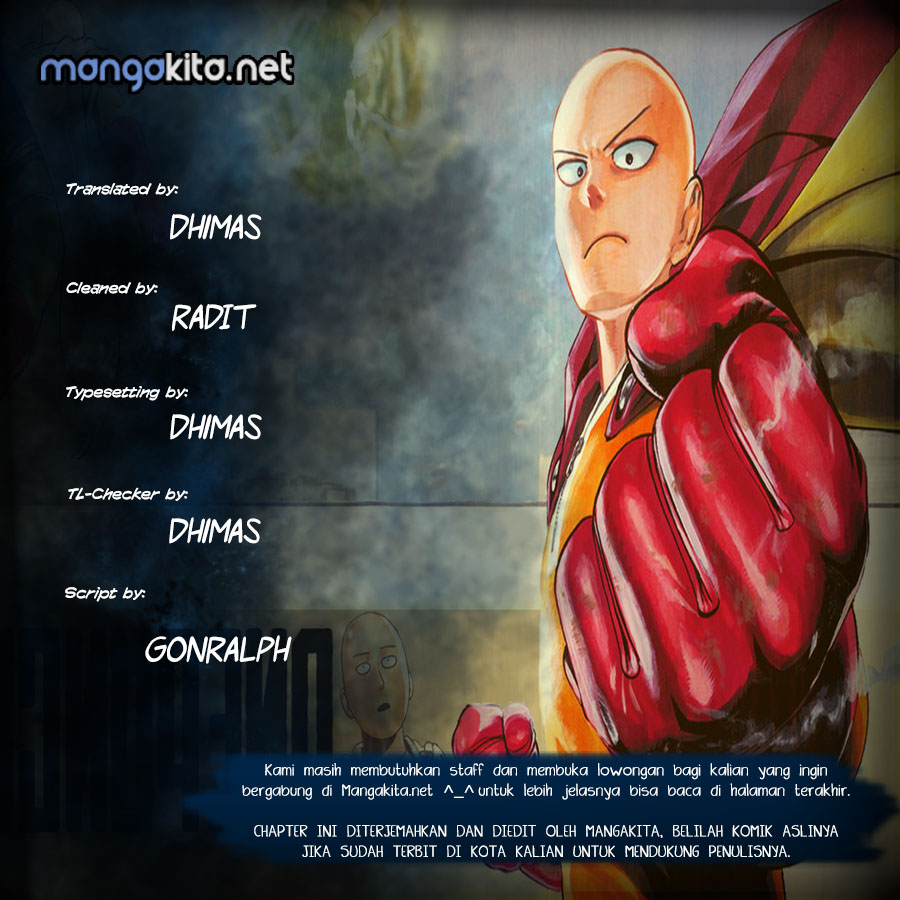 mangakita.net
Translated by:
DHIMAS
Cleaned by:
RADIT
Typesetting by:
DHIMAS
TL-Checker by:
DHIMAS
Script by:
GONRALPH
Kami masih membutuhkan staff dan membuka lowongan bagi kalian yang ingin
bergabung di Mangakita.net ^_^ untuk lebih jelasnya bisa baca di halaman terakhir.
CHAPTER INI DITERJEMAHKAN DAN DIEDIT OLEH MANGAKITA, BELILAH KOMIK ASLINYA
JIKA SUDAH TERBIT DI KOTA KALIAN UNTUK MENDUKUNG PENULISNYA.